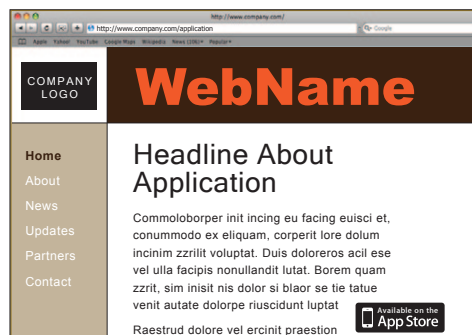 http://www.company.com/
http://www.company.com/application
Google
Apple Yahoo! YouTube Google Maps Wikipedia News (106)▾ Popular▾
COMPANY
LOGO
WebName
Home
About
News
Updates
Partners
Contact
Headline About
Application
Commoloborper init incing eu facing euisci et,
conummodo ex eliquam, corperit lore dolum
incinim zzrilit voluptat. Duis doloreros acil ese
vel ulla facipis nonullandit lutat. Borem quam
zzrit, sim inisit nis dolor si blaor se tie tatue
venit autate dolorpe riuscidunt luptat
Raestrud dolore vel ercinit praestion
Available on the
App Store